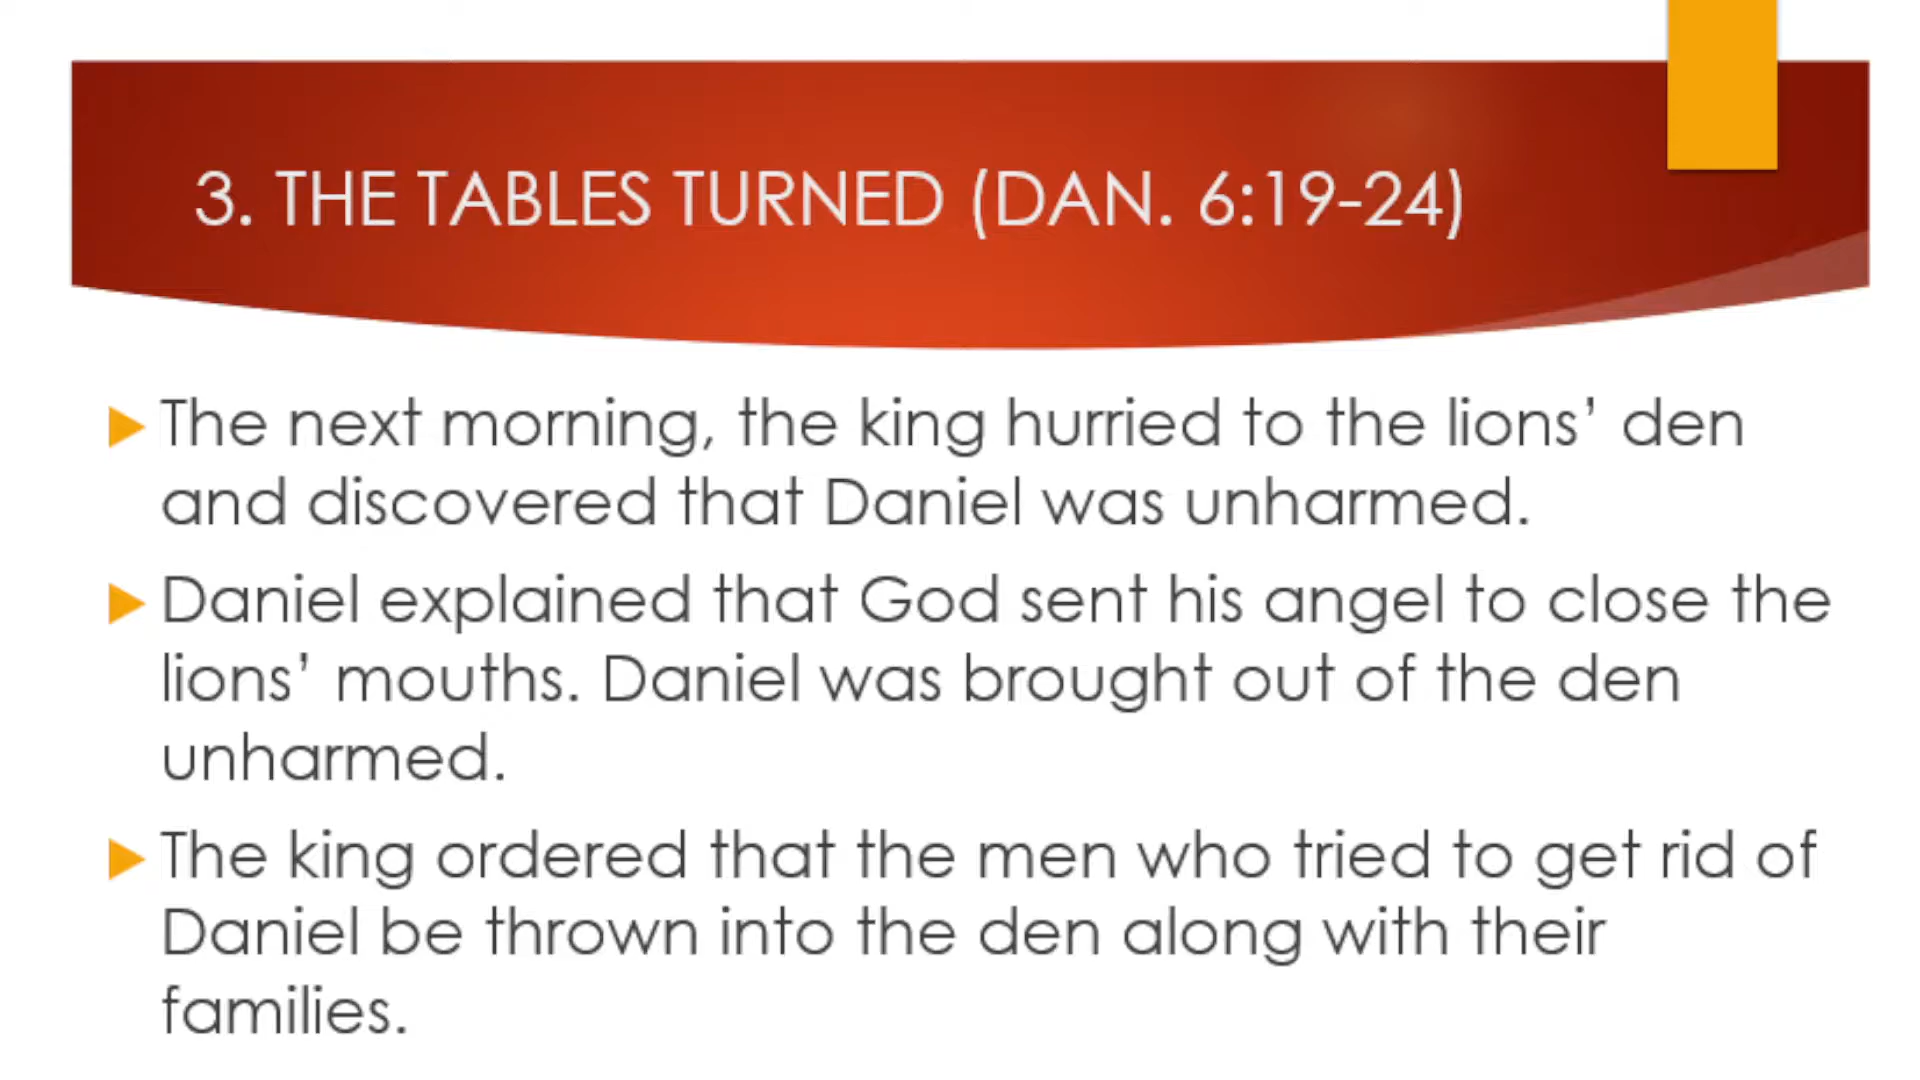 3. THE TABLES TURNED (DAN. 6:19-24)
The next morning, the king hurried to the lions’ den
and discovered that Daniel was unharmed.
Daniel explained that God sent his angel to close the
lions’ mouths. Daniel was brought out of the den
unharmed.
The king ordered that the men who tried to get rid of
Daniel be thrown into the den along with their
families.